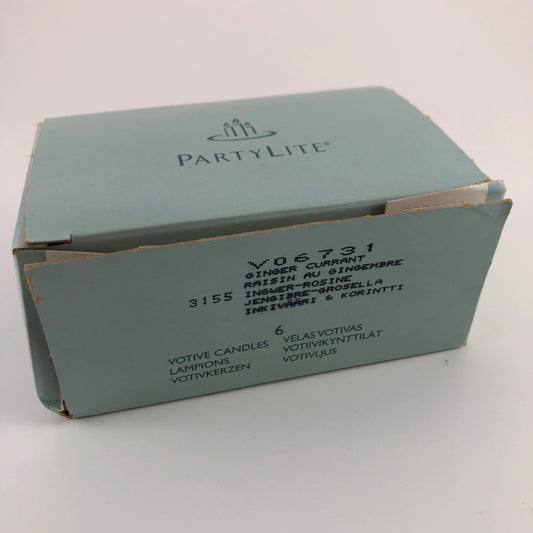 PARTYLITE®
V06731
GINGER CURRANT
RAISIN AU GINGEMBRE
3155 INGWER-ROSINE
JENGIBRE-GROSELLA
INKIVÄÄRI & KORINTTI
6
VOTIVE CANDLES VELAS VOTIVAS
LAMPIONS VOTIIVIKYNTTILÄT
VOTIVKERZEN VOTIVLJUS